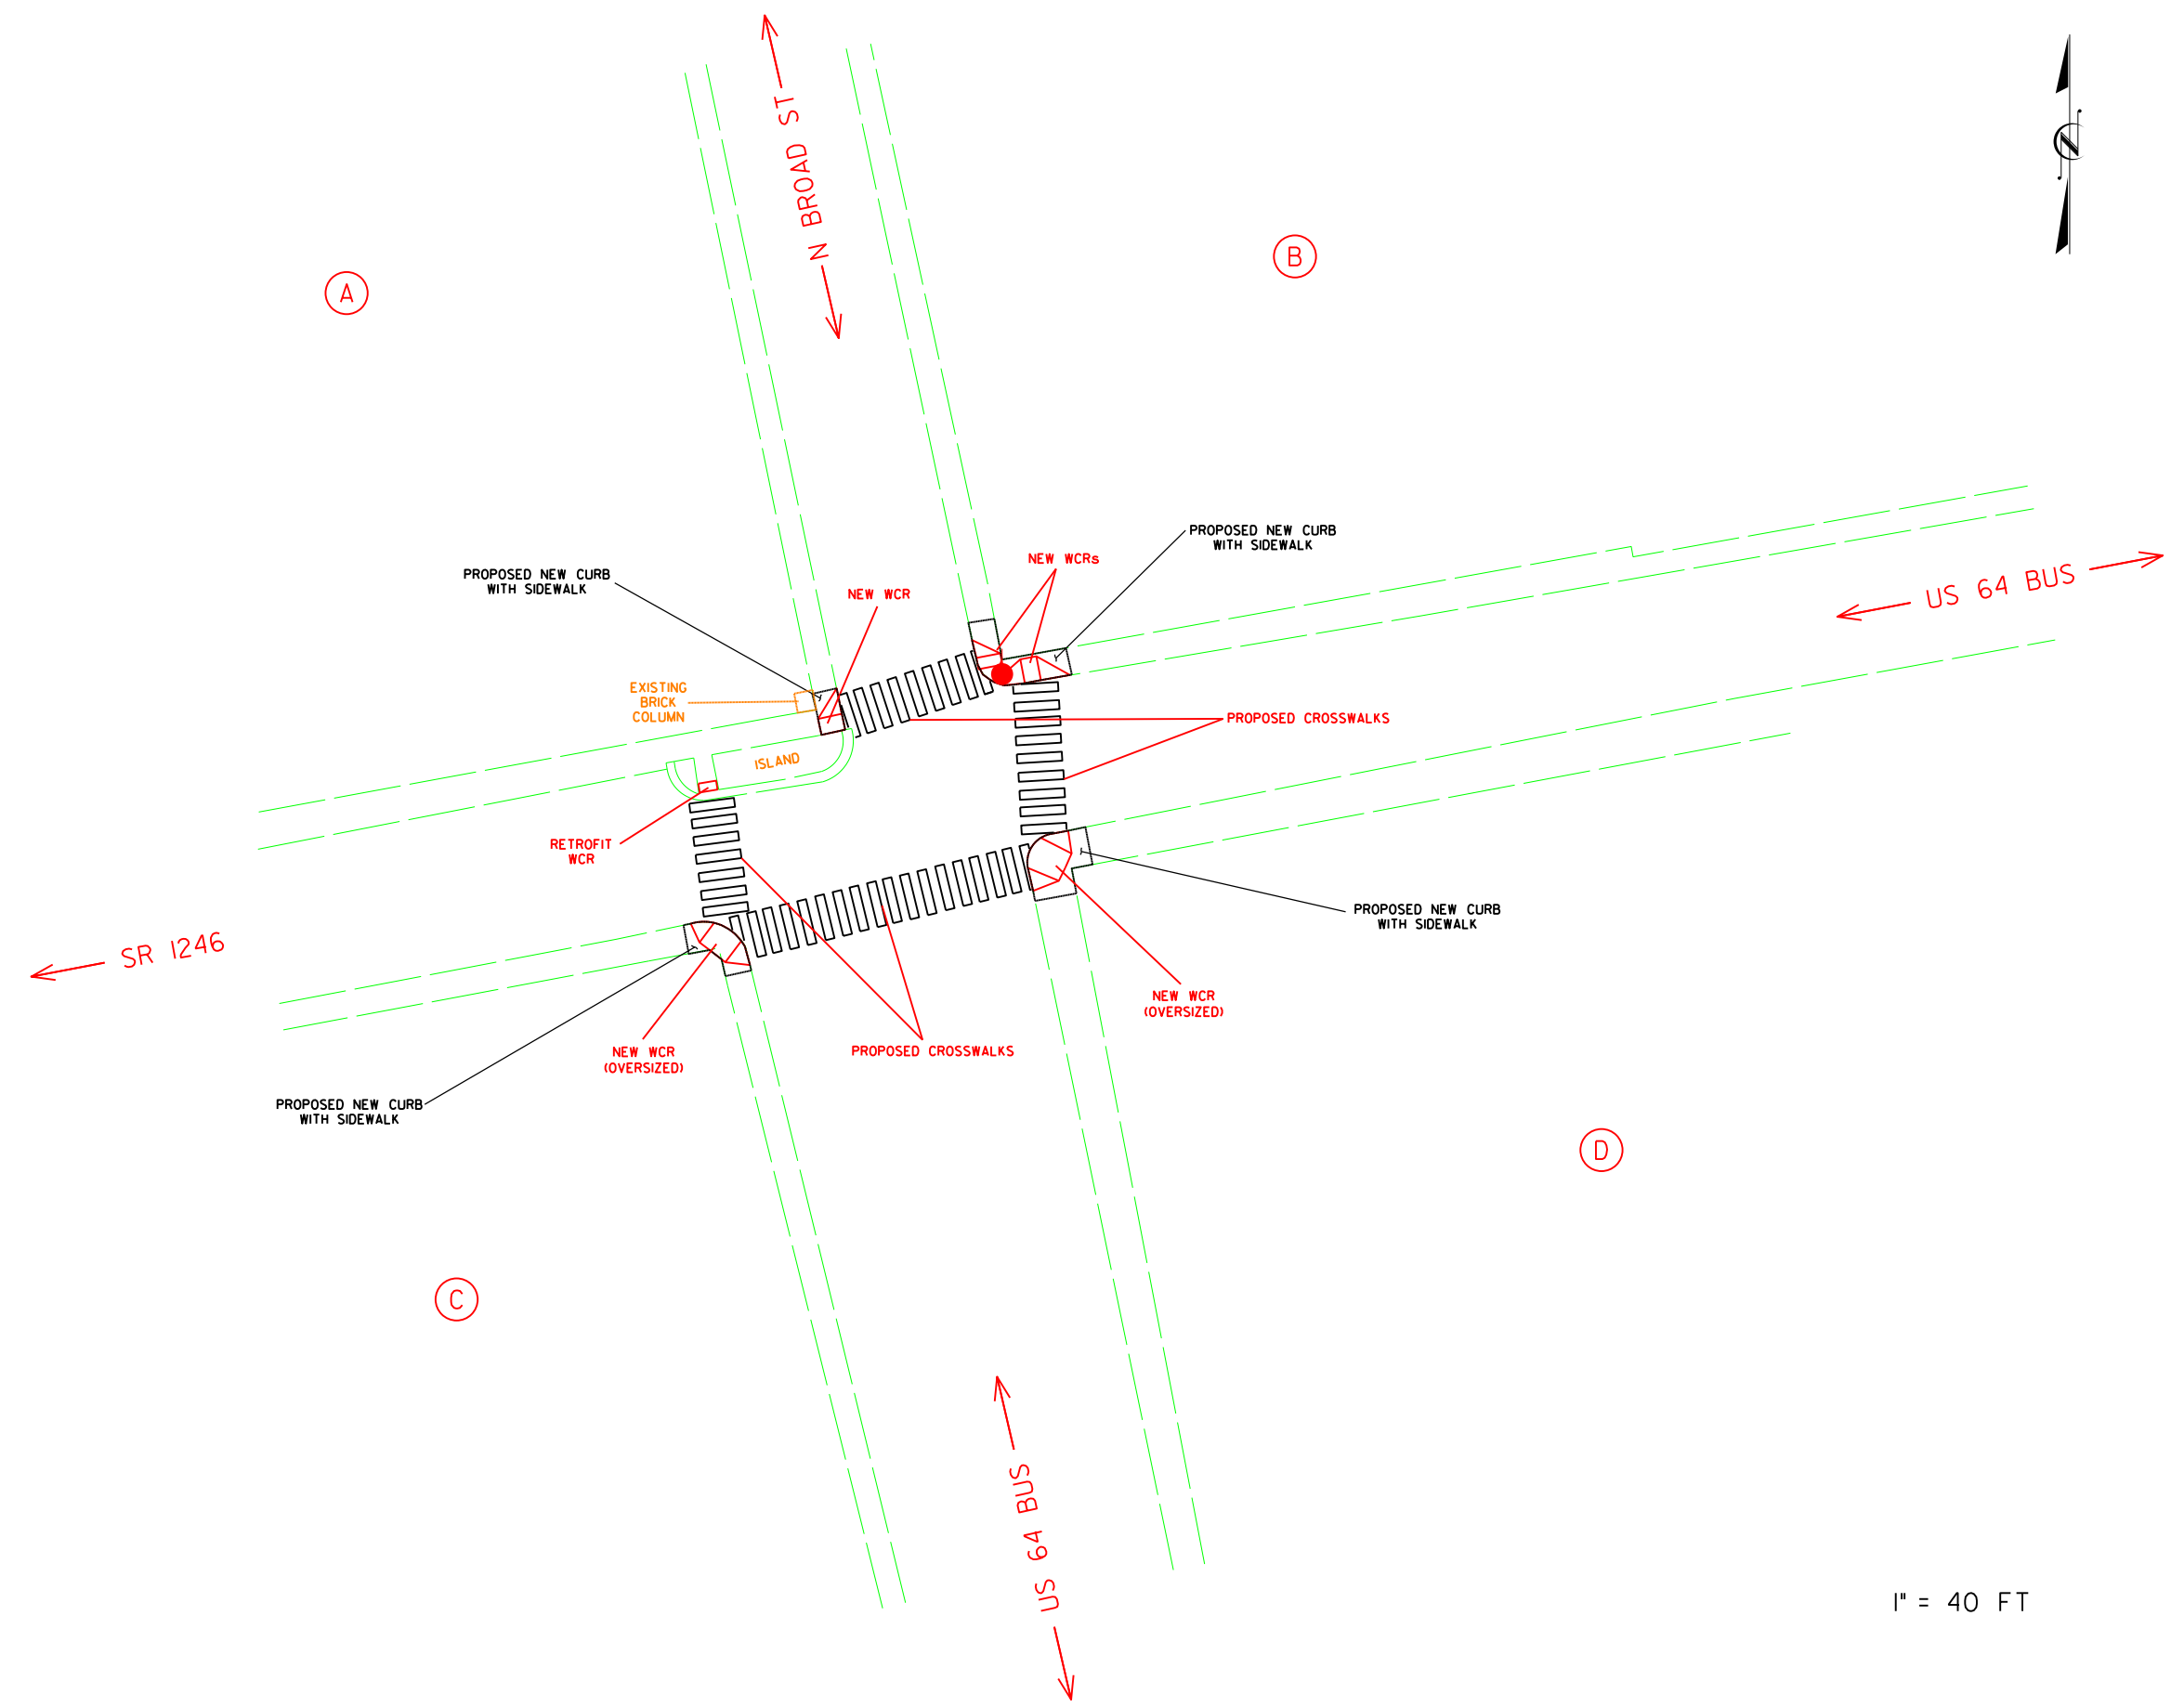 N BROAD ST
N
A
B
PROPOSED NEW CURB
WITH SIDEWALK
NEW WCRs
PROPOSED NEW CURB
WITH SIDEWALK
NEW WCR
US 64 BUS
EXISTING
BRICK
COLUMN
PROPOSED CROSSWALKS
ISLAND
RETROFIT
WCR
PROPOSED NEW CURB
WITH SIDEWALK
SR 1246
NEW WCR
(OVERSIZED)
PROPOSED CROSSWALKS
NEW WCR
(OVERSIZED)
PROPOSED NEW CURB
WITH SIDEWALK
D
C
US 64 BUS
1" = 40 FT